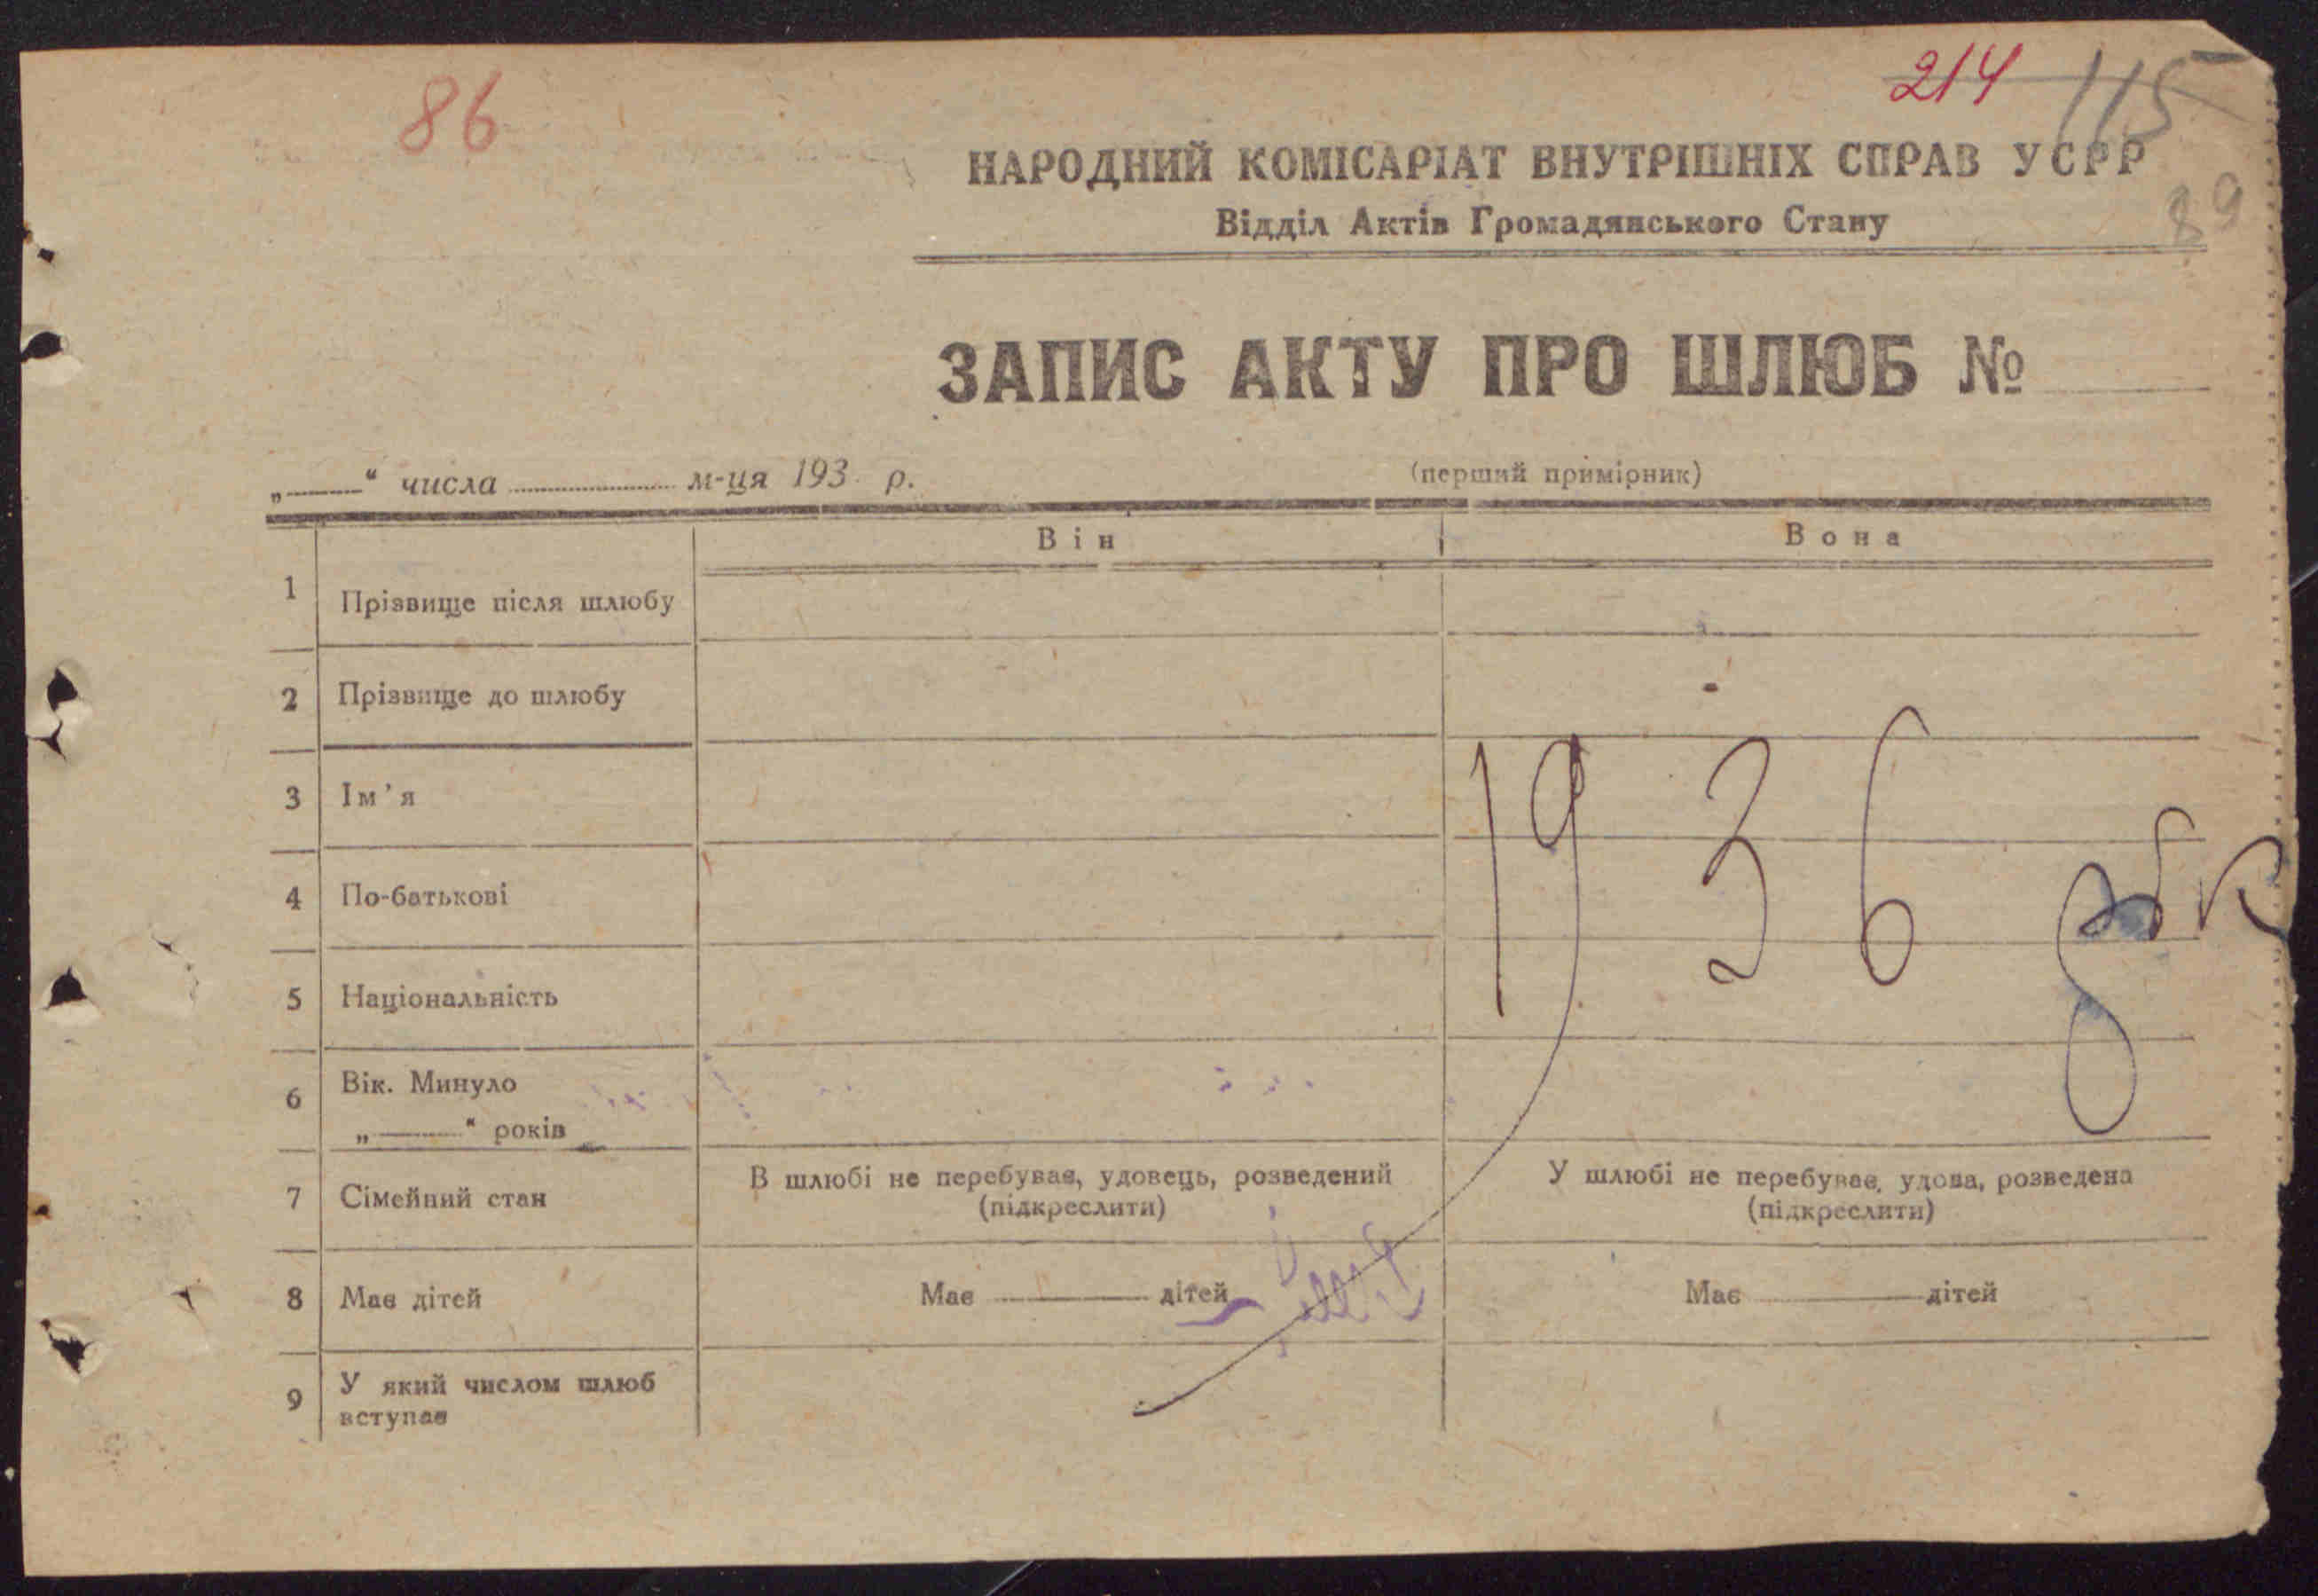 86
214 115
НАРОДНИЙ КОМІСАРІАТ ВНУТРІШНІХ СПРАВ УСРР
89
Відділ Актів Громадянського Стану
ЗАПИС АКТУ ПРО ШЛЮБ №
„ “ числа м-ця 193 р.
(перший примірник)
Він Вона
1 Прізвище після шлюбу
2 Прізвище до шлюбу
3 Ім’я
1936
4 По-батькові
5 Національність
6 Вік. Минуло
„ “ років
7 Сімейний стан В шлюбі не перебуває, удовець, розведений У шлюбі не перебуває, удова, розведена
(підкреслити) (підкреслити)
8 Має дітей Має дітей Має дітей
9 У який числом шлюб
вступає